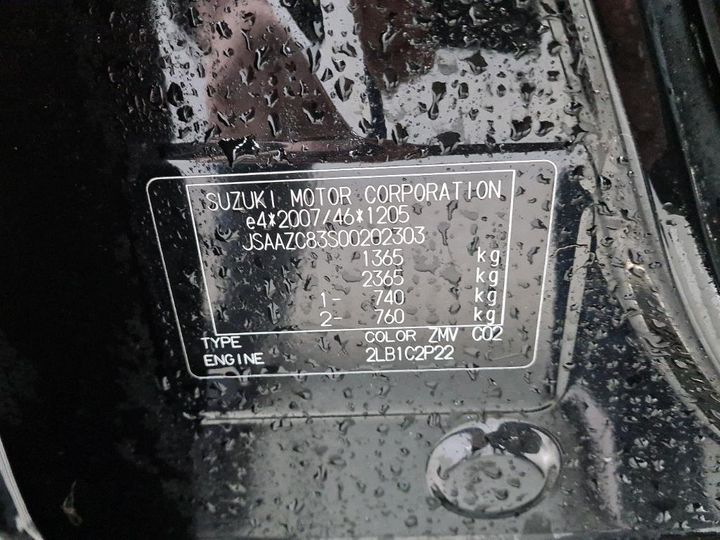 SUZUKI MOTOR CORPORATION
e4*2007/46*1205
JSAAZC83S00202303
1365 kg
2365 kg
1- 740 kg
2- 760 kg
TYPE COLOR ZMV C02
ENGINE 2LB1C2P22